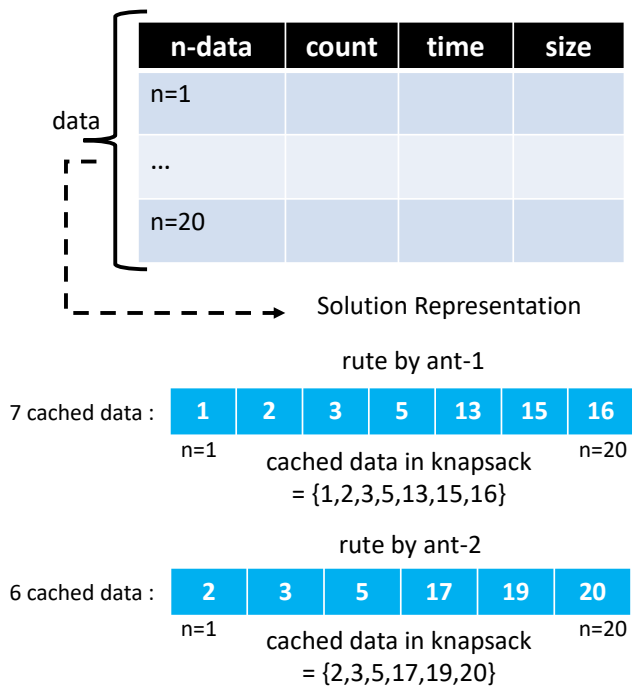 n-data count time size
n=1
data
...
n=20
Solution Representation
rute by ant-1
7 cached data : 1 2 3 5 13 15 16
n=1 n=20
cached data in knapsack
= {1,2,3,5,13,15,16}
rute by ant-2
6 cached data : 2 3 5 17 19 20
n=1 n=20
cached data in knapsack
= {2,3,5,17,19,20}